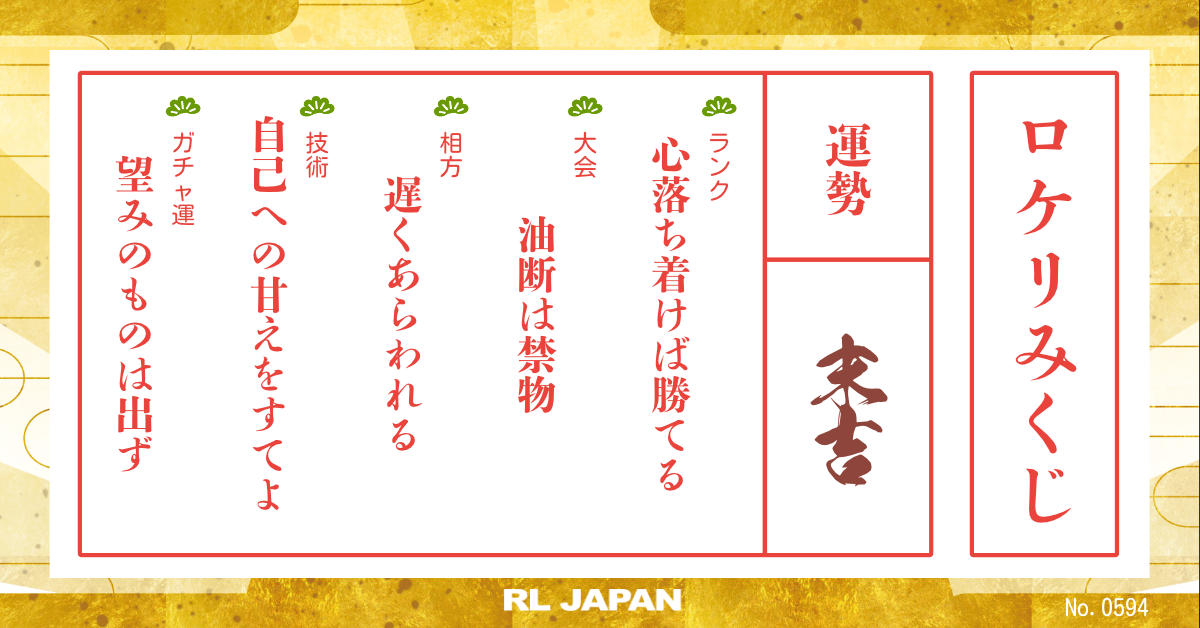 ロケリみくじ
運勢
末吉
ランク
心落ち着けば勝てる
大会
油断は禁物
相方
遅くあらわれる
技術
自己への甘えをすてよ
ガチャ運
望みのものは出ず
RL JAPAN
No. 0594